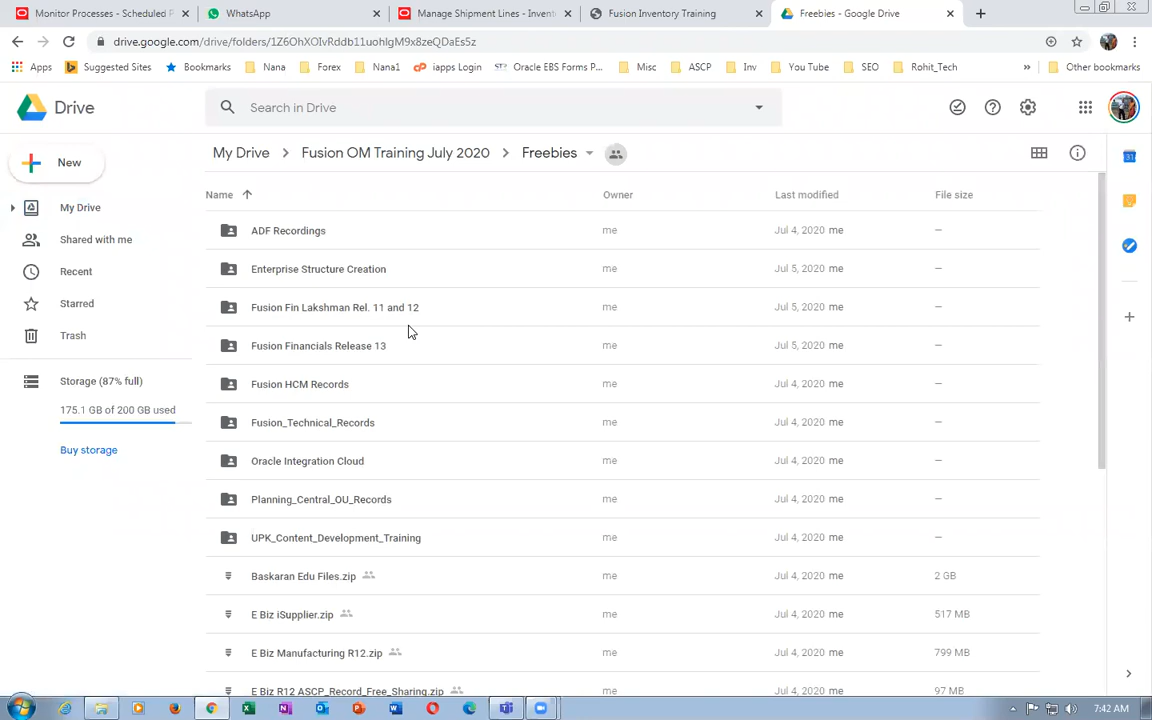 Monitor Processes - Scheduled P
WhatsApp
Manage Shipment Lines - Invent
Fusion Inventory Training
Freebies - Google Drive
drive.google.com/drive/folders/1Z6OhXOIvRddb11uohlgM9x8zeQDaEs5z
Apps
Suggested Sites
Bookmarks
Nana
Forex
Nana1
iapps Login
Oracle EBS Forms P...
Misc
ASCP
Inv
You Tube
SEO
Rohit_Tech
Other bookmarks
Drive
Search in Drive
New
My Drive
Shared with me
Recent
Starred
Trash
Storage (87% full)
175.1 GB of 200 GB used
Buy storage
My Drive > Fusion OM Training July 2020 > Freebies
Name Owner Last modified File size
ADF Recordings me Jul 4, 2020 me —
Enterprise Structure Creation me Jul 5, 2020 me —
Fusion Fin Lakshman Rel. 11 and 12 me Jul 5, 2020 me —
Fusion Financials Release 13 me Jul 5, 2020 me —
Fusion HCM Records me Jul 4, 2020 me —
Fusion_Technical_Records me Jul 4, 2020 me —
Oracle Integration Cloud me Jul 4, 2020 me —
Planning_Central_OU_Records me Jul 4, 2020 me —
UPK_Content_Development_Training me Jul 4, 2020 me —
Baskaran Edu Files.zip me Jul 4, 2020 me 2 GB
E Biz iSupplier.zip me Jul 4, 2020 me 517 MB
E Biz Manufacturing R12.zip me Jul 4, 2020 me 799 MB
E Biz R12 ASCP_Record_Free_Sharing.zip me Jul 4, 2020 me 97 MB
7:42 AM